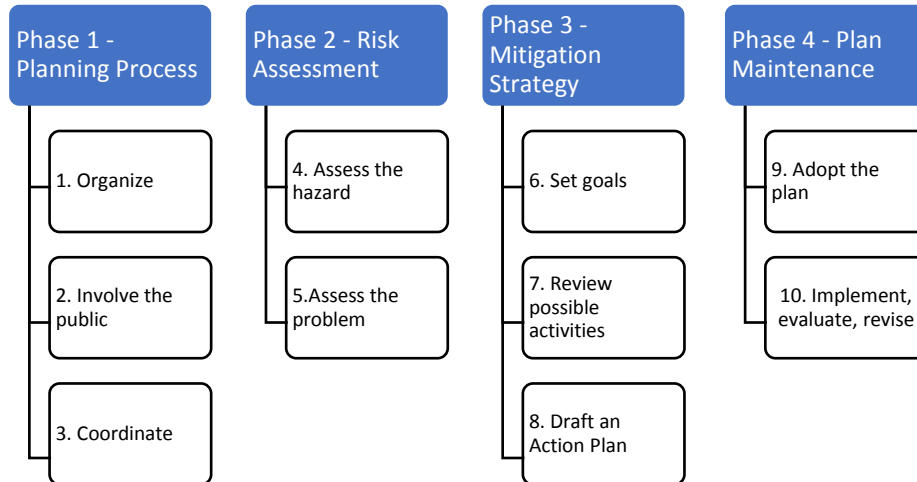 Phase 1 -
Planning Process
1. Organize
2. Involve the
public
3. Coordinate
Phase 2 - Risk
Assessment
4. Assess the
hazard
5.Assess the
problem
Phase 3 -
Mitigation
Strategy
6. Set goals
7. Review
possible
activities
8. Draft an
Action Plan
Phase 4 - Plan
Maintenance
9. Adopt the
plan
10. Implement,
evaluate, revise